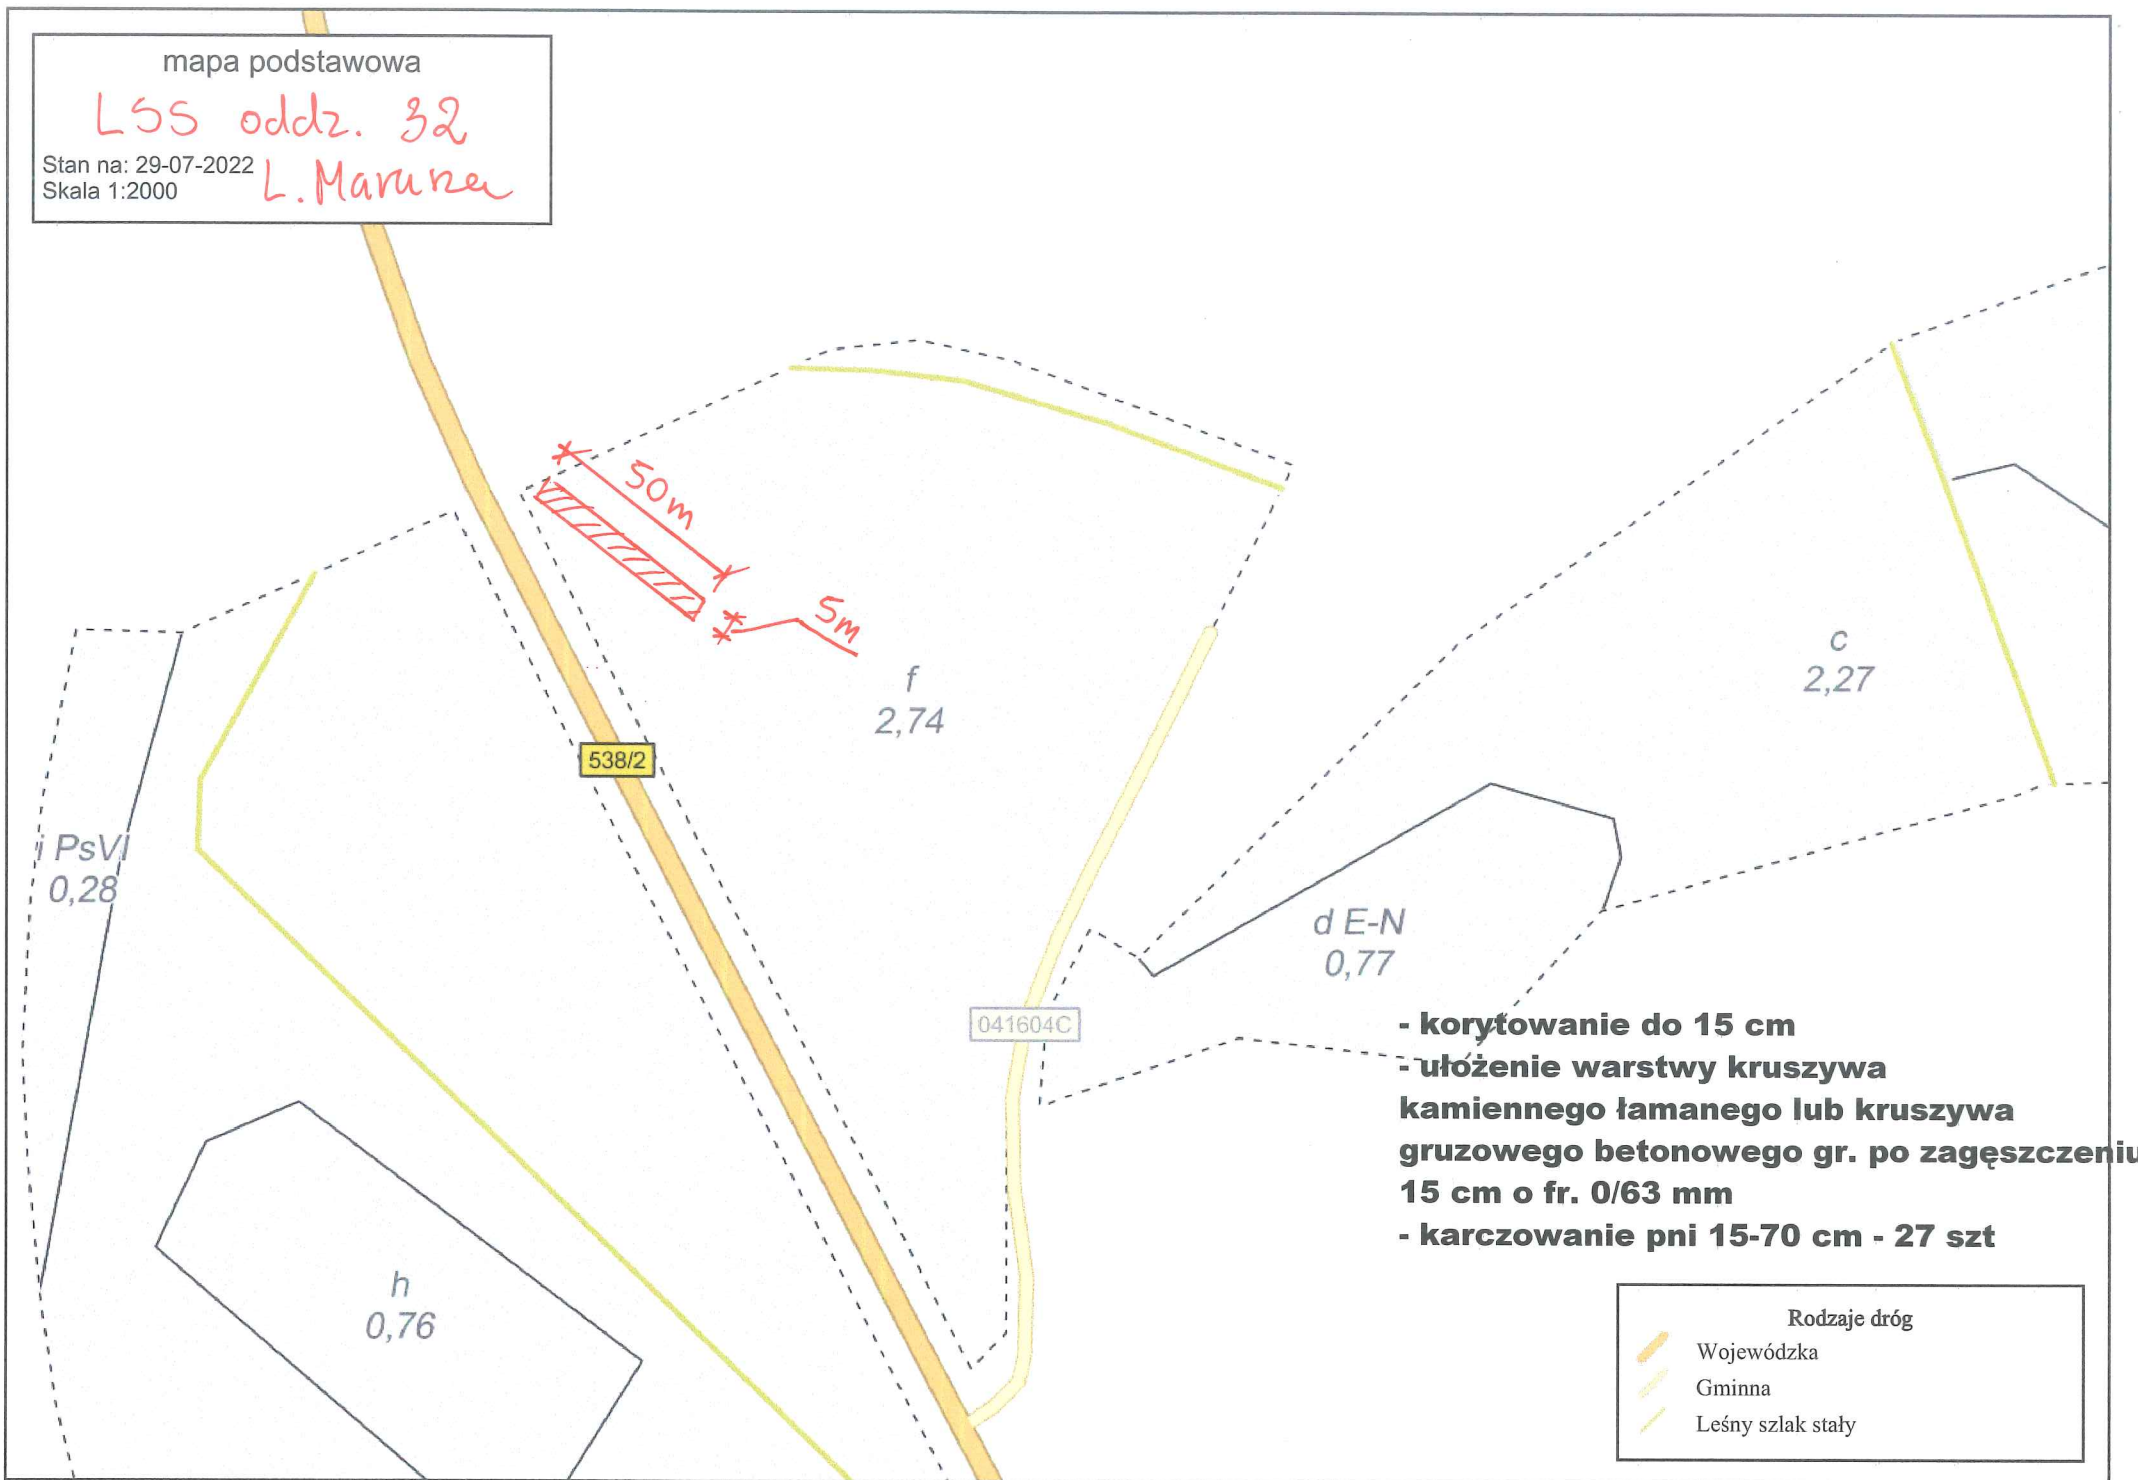 mapa podstawowa
LSS oddz. 32
Stan na: 29-07-2022
Skala 1:2000
L. Marusza
50m
5m
f
2,74
c
2,27
538/2
i PsVI
0,28
d E-N
0,77
041604C
- korytowanie do 15 cm
- ułożenie warstwy kruszywa
kamiennego łamanego lub kruszywa
gruzowego betonowego gr. po zagęszczeniu
15 cm o fr. 0/63 mm
- karczowanie pni 15-70 cm - 27 szt
h
0,76
Rodzaje dróg
Wojewódzka
Gminna
Leśny szlak stały